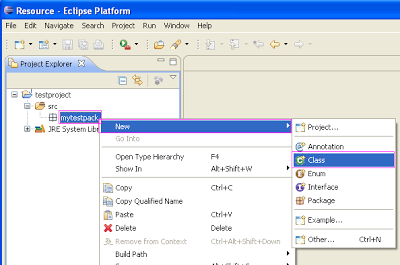 Resource - Eclipse Platform
File Edit Navigate Search Project Run Window Help
Project Explorer
testproject
src
mytestpack
JRE System Libr
New
Go Into
Open Type Hierarchy F4
Show In Alt+Shift+W
Copy Ctrl+C
Copy Qualified Name
Paste Ctrl+V
Delete Delete
Remove from Context Ctrl+Alt+Shift+Down
Build Path
Project...
Annotation
Class
Enum
Interface
Package
Example...
Other... Ctrl+N